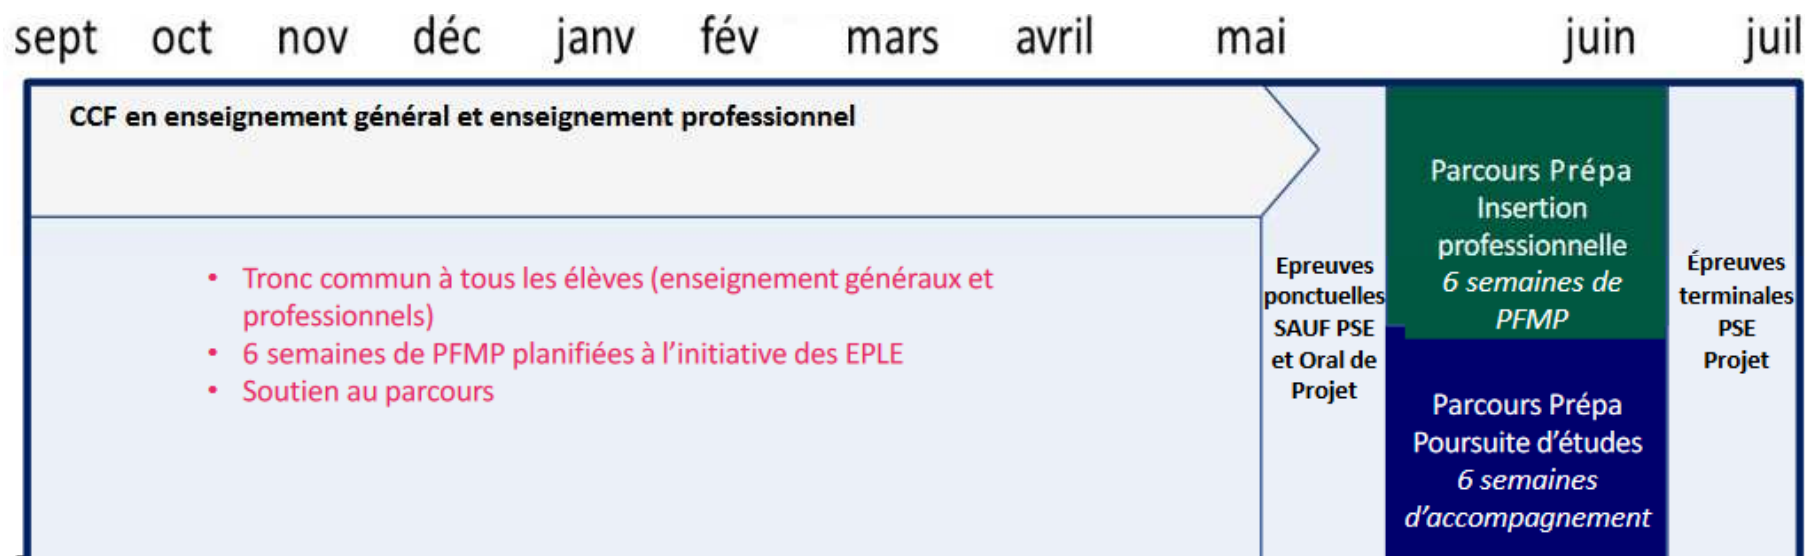 sept oct nov déc janv fév mars avril mai juin juil
CCF en enseignement général et enseignement professionnel
• Tronc commun à tous les élèves (enseignement généraux et
professionnels)
• 6 semaines de PFMP planifiées à l’initiative des EPLE
• Soutien au parcours
Epreuves
ponctuelles
SAUF PSE
et Oral de
Projet
Parcours Prépa
Insertion
professionnelle
6 semaines de
PFMP
Parcours Prépa
Poursuite d’études
6 semaines
d’accompagnement
Épreuves
terminales
PSE
Projet